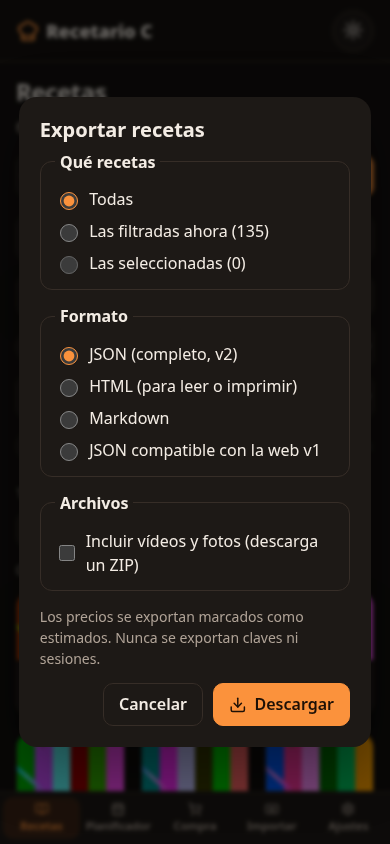 Recetario C
Recetas
Exportar recetas
Qué recetas
Todas
Las filtradas ahora (135)
Las seleccionadas (0)
Formato
JSON (completo, v2)
HTML (para leer o imprimir)
Markdown
JSON compatible con la web v1
Archivos
Incluir vídeos y fotos (descarga
un ZIP)
Los precios se exportan marcados como
estimados. Nunca se exportan claves ni
sesiones.
Cancelar
Descargar
Recetas
Planificador
Compra
Importar
Ajustes